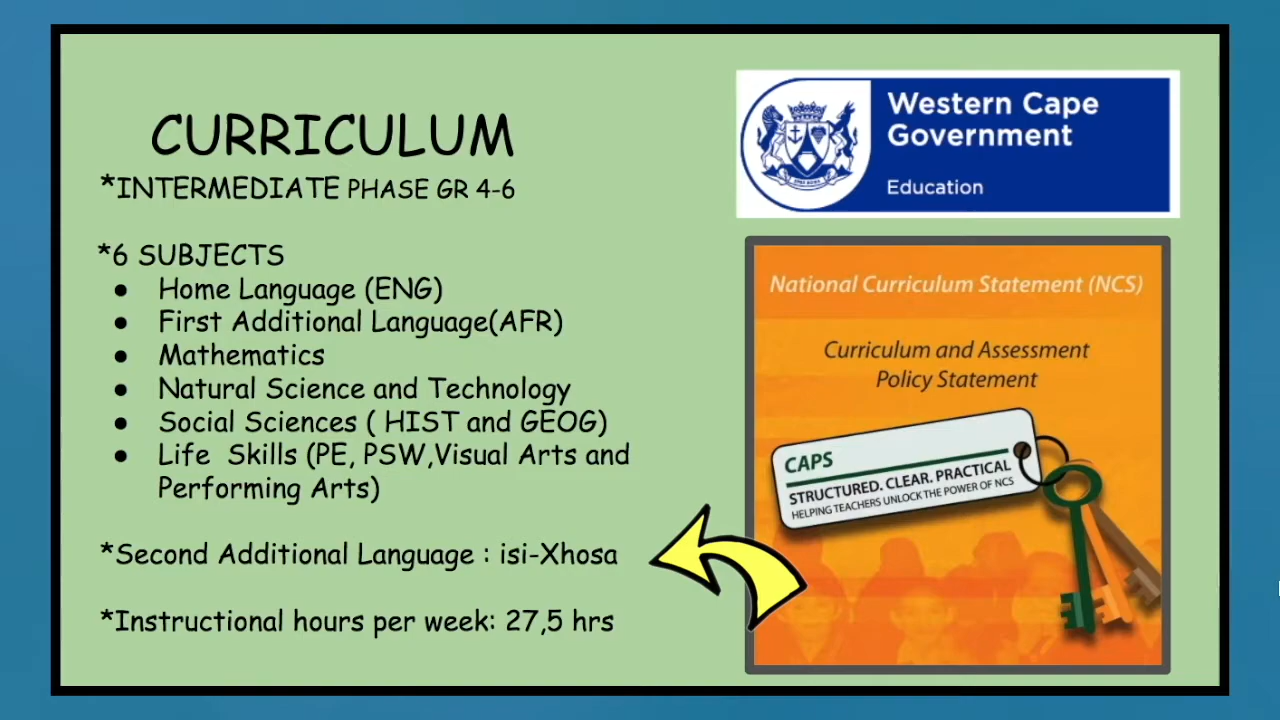 CURRICULUM
*INTERMEDIATE PHASE GR 4-6
*6 SUBJECTS
● Home Language (ENG)
● First Additional Language(AFR)
● Mathematics
● Natural Science and Technology
● Social Sciences ( HIST and GEOG)
● Life Skills (PE, PSW,Visual Arts and
Performing Arts)
*Second Additional Language : isi-Xhosa
*Instructional hours per week: 27,5 hrs
Western Cape
Government
Education
National Curriculum Statement (NCS)
Curriculum and Assessment
Policy Statement
CAPS
STRUCTURED. CLEAR. PRACTICAL
HELPING TEACHERS UNLOCK THE POWER OF NCS